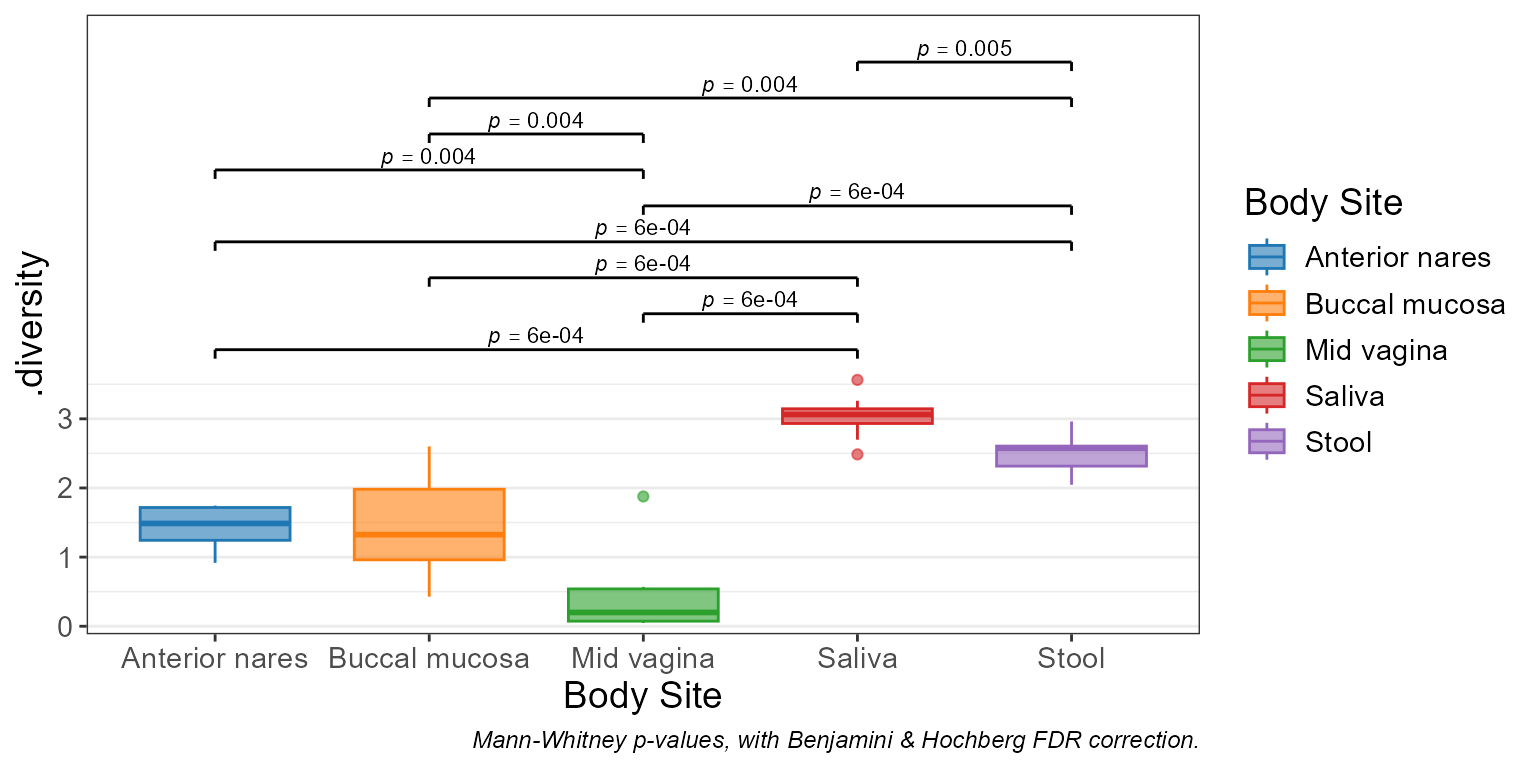 p = 0.005
p = 0.004
p = 0.004
p = 0.004
p = 6e-04
p = 6e-04
p = 6e-04
p = 6e-04
p = 6e-04
.diversity
3
2
1
0
Anterior nares Buccal mucosa Mid vagina Saliva Stool
Body Site
Mann-Whitney p-values, with Benjamini & Hochberg FDR correction.
Body Site
Anterior nares
Buccal mucosa
Mid vagina
Saliva
Stool